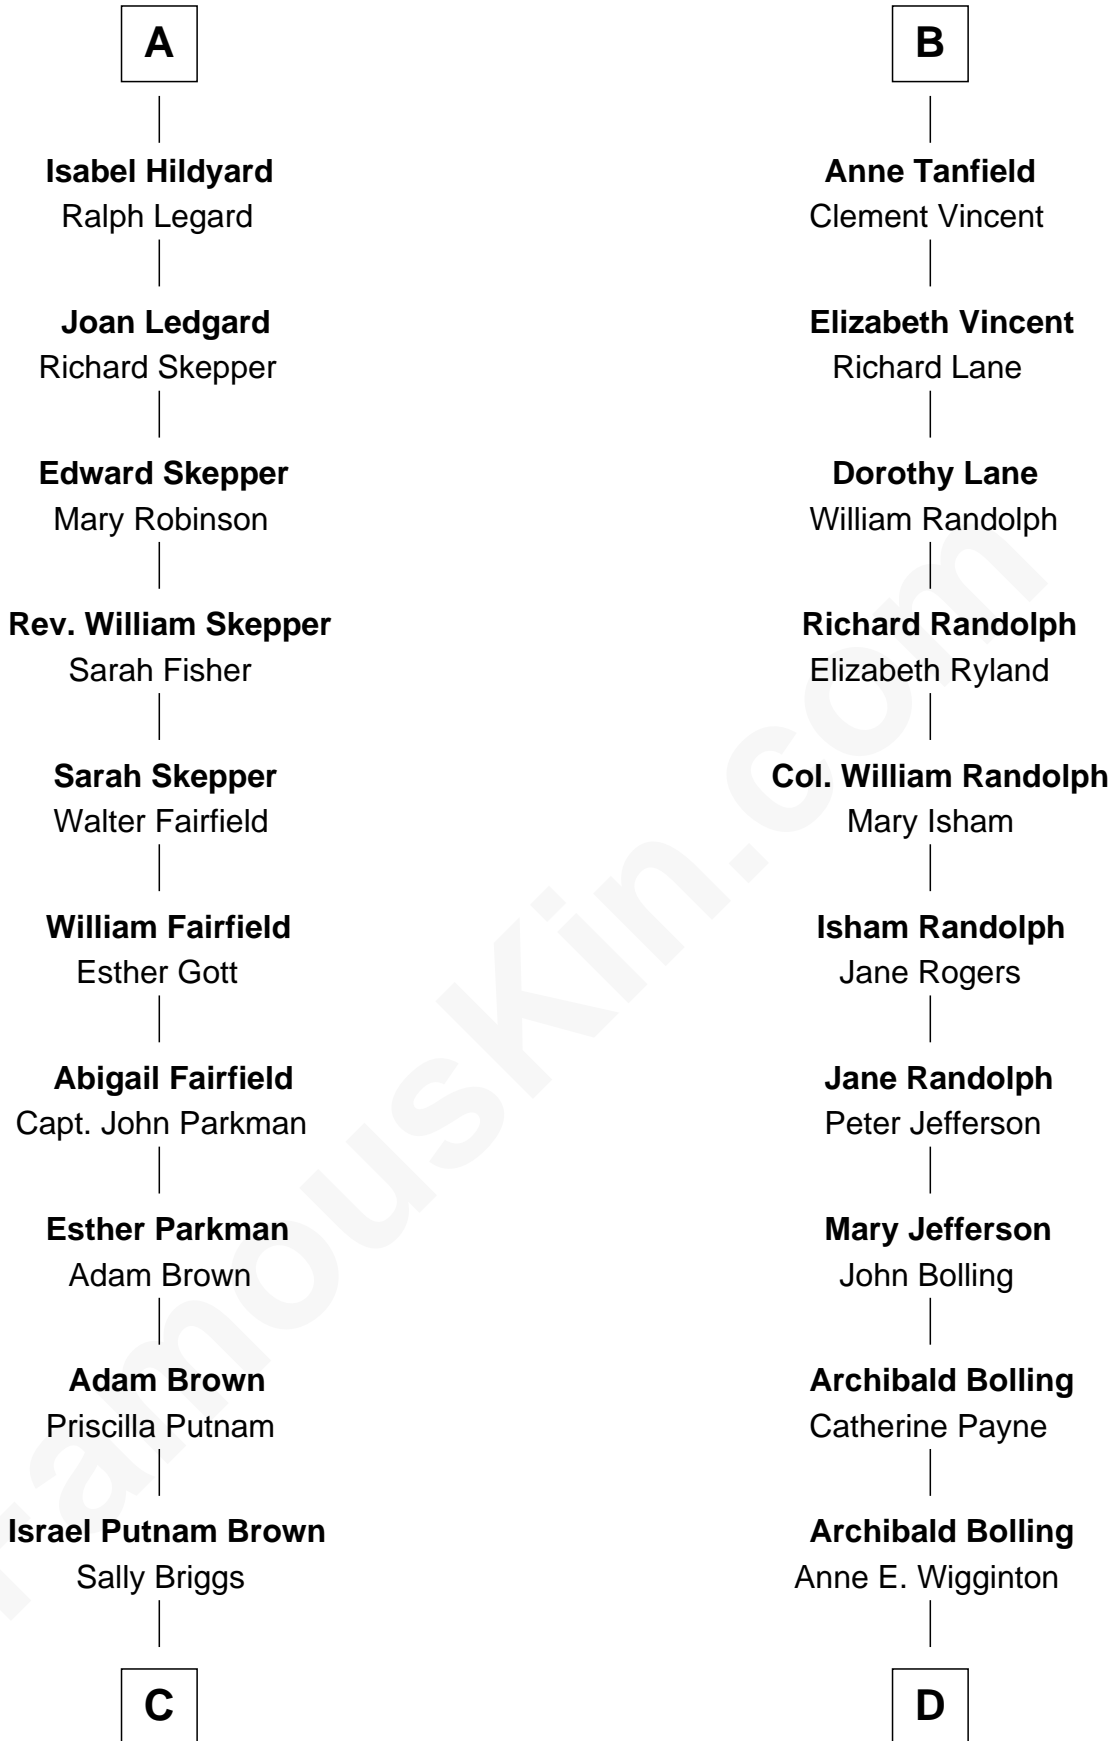 A
Isabel Hildyard
Ralph Legard
Joan Ledgard
Richard Skepper
Edward Skepper
Mary Robinson
Rev. William Skepper
Sarah Fisher
Sarah Skepper
Walter Fairfield
William Fairfield
Esther Gott
Abigail Fairfield
Capt. John Parkman
Esther Parkman
Adam Brown
Adam Brown
Priscilla Putnam
Israel Putnam Brown
Sally Briggs
C
B
Anne Tanfield
Clement Vincent
Elizabeth Vincent
Richard Lane
Dorothy Lane
William Randolph
Richard Randolph
Elizabeth Ryland
Col. William Randolph
Mary Isham
Isham Randolph
Jane Rogers
Jane Randolph
Peter Jefferson
Mary Jefferson
John Bolling
Archibald Bolling
Catherine Payne
Archibald Bolling
Anne E. Wigginton
D
FamousKin.com